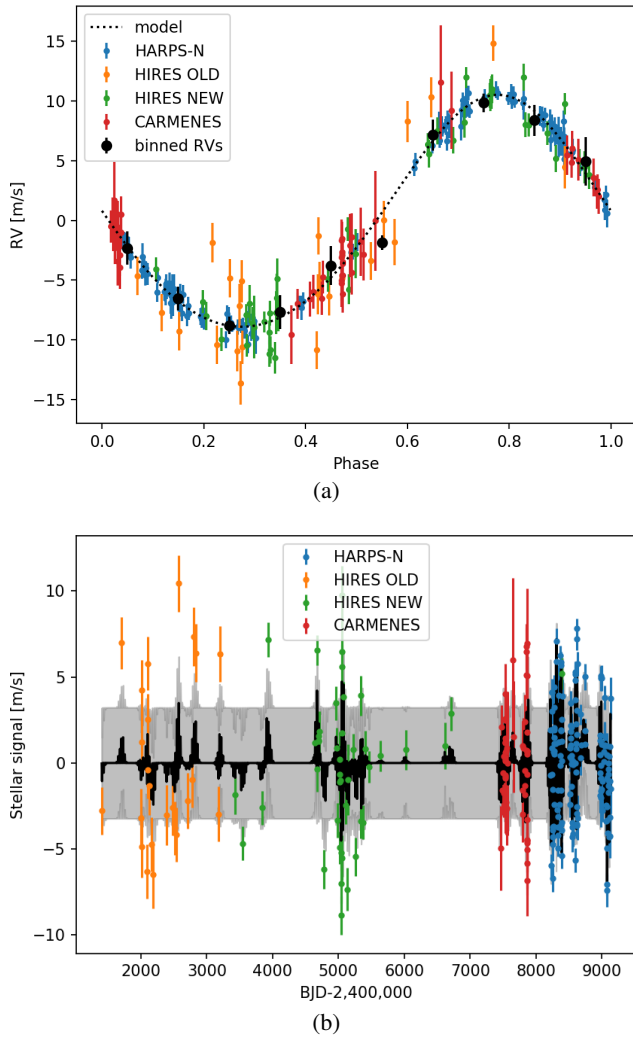 15
10
5
0
−5
−10
−15
RV [m/s]
model
HARPS-N
HIRES OLD
HIRES NEW
CARMENES
binned RVs
0.0 0.2 0.4 0.6 0.8 1.0
Phase
(a)
10
5
0
−5
−10
Stellar signal [m/s]
HARPS-N
HIRES OLD
HIRES NEW
CARMENES
2000 3000 4000 5000 6000 7000 8000 9000
BJD-2,400,000
(b)